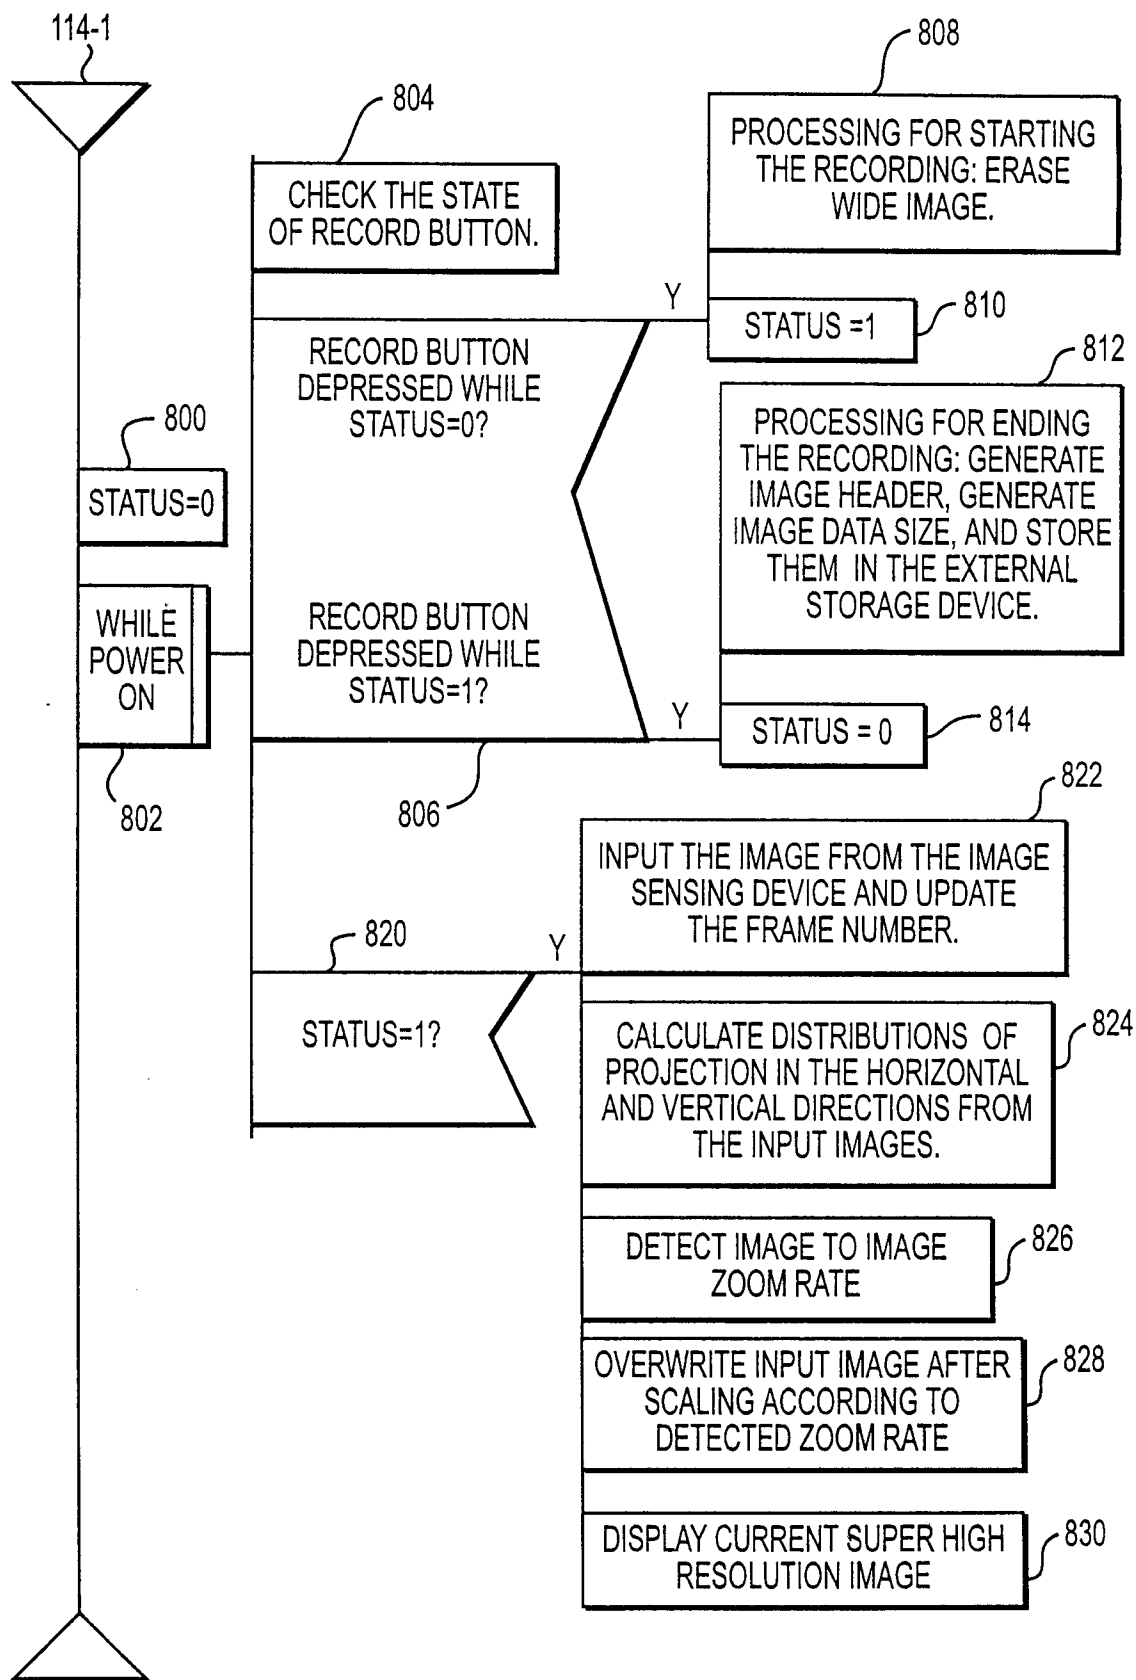 114-1
808
PROCESSING FOR STARTING
THE RECORDING: ERASE
WIDE IMAGE.
804
CHECK THE STATE
OF RECORD BUTTON.
Y
STATUS =1
810
RECORD BUTTON
DEPRESSED WHILE
STATUS=0?
812
PROCESSING FOR ENDING
THE RECORDING: GENERATE
IMAGE HEADER, GENERATE
IMAGE DATA SIZE, AND STORE
THEM IN THE EXTERNAL
STORAGE DEVICE.
800
STATUS=0
WHILE
POWER
ON
802
RECORD BUTTON
DEPRESSED WHILE
STATUS=1?
Y
STATUS = 0
814
806
822
INPUT THE IMAGE FROM THE IMAGE
SENSING DEVICE AND UPDATE
THE FRAME NUMBER.
820
Y
STATUS=1?
CALCULATE DISTRIBUTIONS OF
PROJECTION IN THE HORIZONTAL
AND VERTICAL DIRECTIONS FROM
THE INPUT IMAGES.
824
DETECT IMAGE TO IMAGE
ZOOM RATE
826
OVERWRITE INPUT IMAGE AFTER
SCALING ACCORDING TO
DETECTED ZOOM RATE
828
DISPLAY CURRENT SUPER HIGH
RESOLUTION IMAGE
830